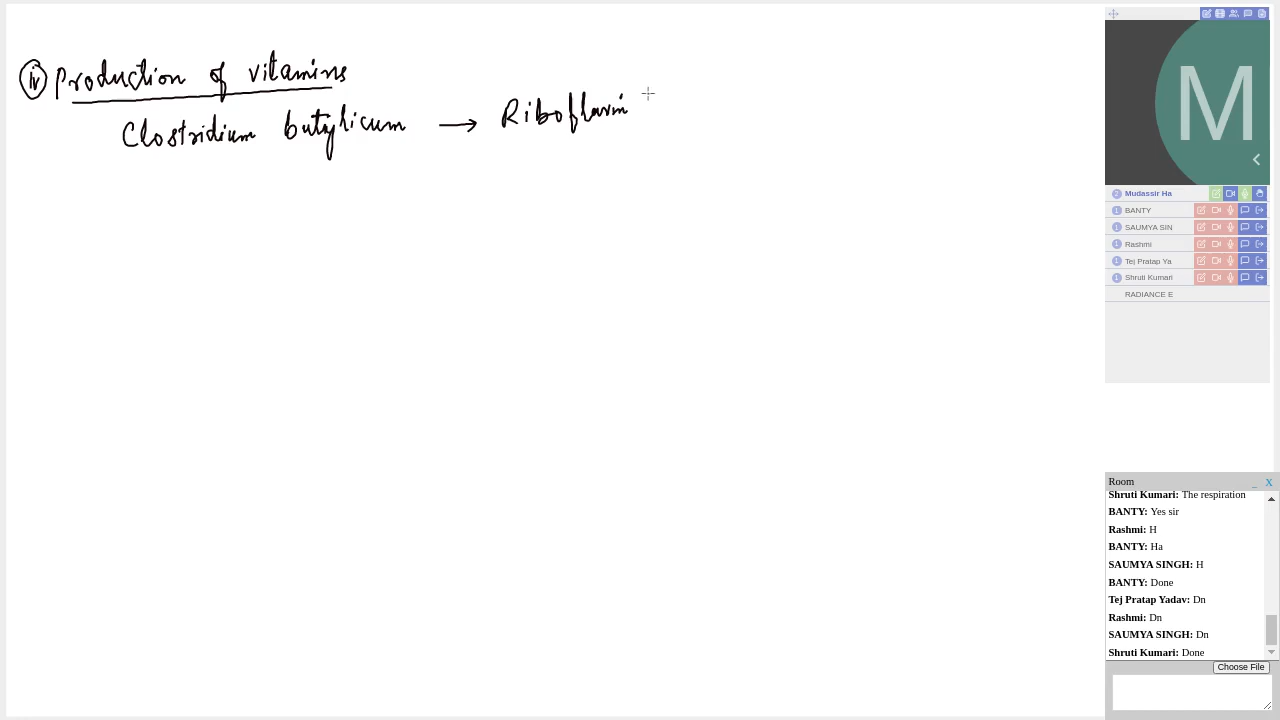 iv Production of vitamins
Clostridium butylicum → Riboflavin
M
Mudassir Ha
BANTY
SAUMYA SIN
Rashmi
Tej Pratap Ya
Shruti Kumari
RADIANCE E
Room _ X
Shruti Kumari: The respiration
BANTY: Yes sir
Rashmi: H
BANTY: Ha
SAUMYA SINGH: H
BANTY: Done
Tej Pratap Yadav: Dn
Rashmi: Dn
SAUMYA SINGH: Dn
Shruti Kumari: Done
Choose File